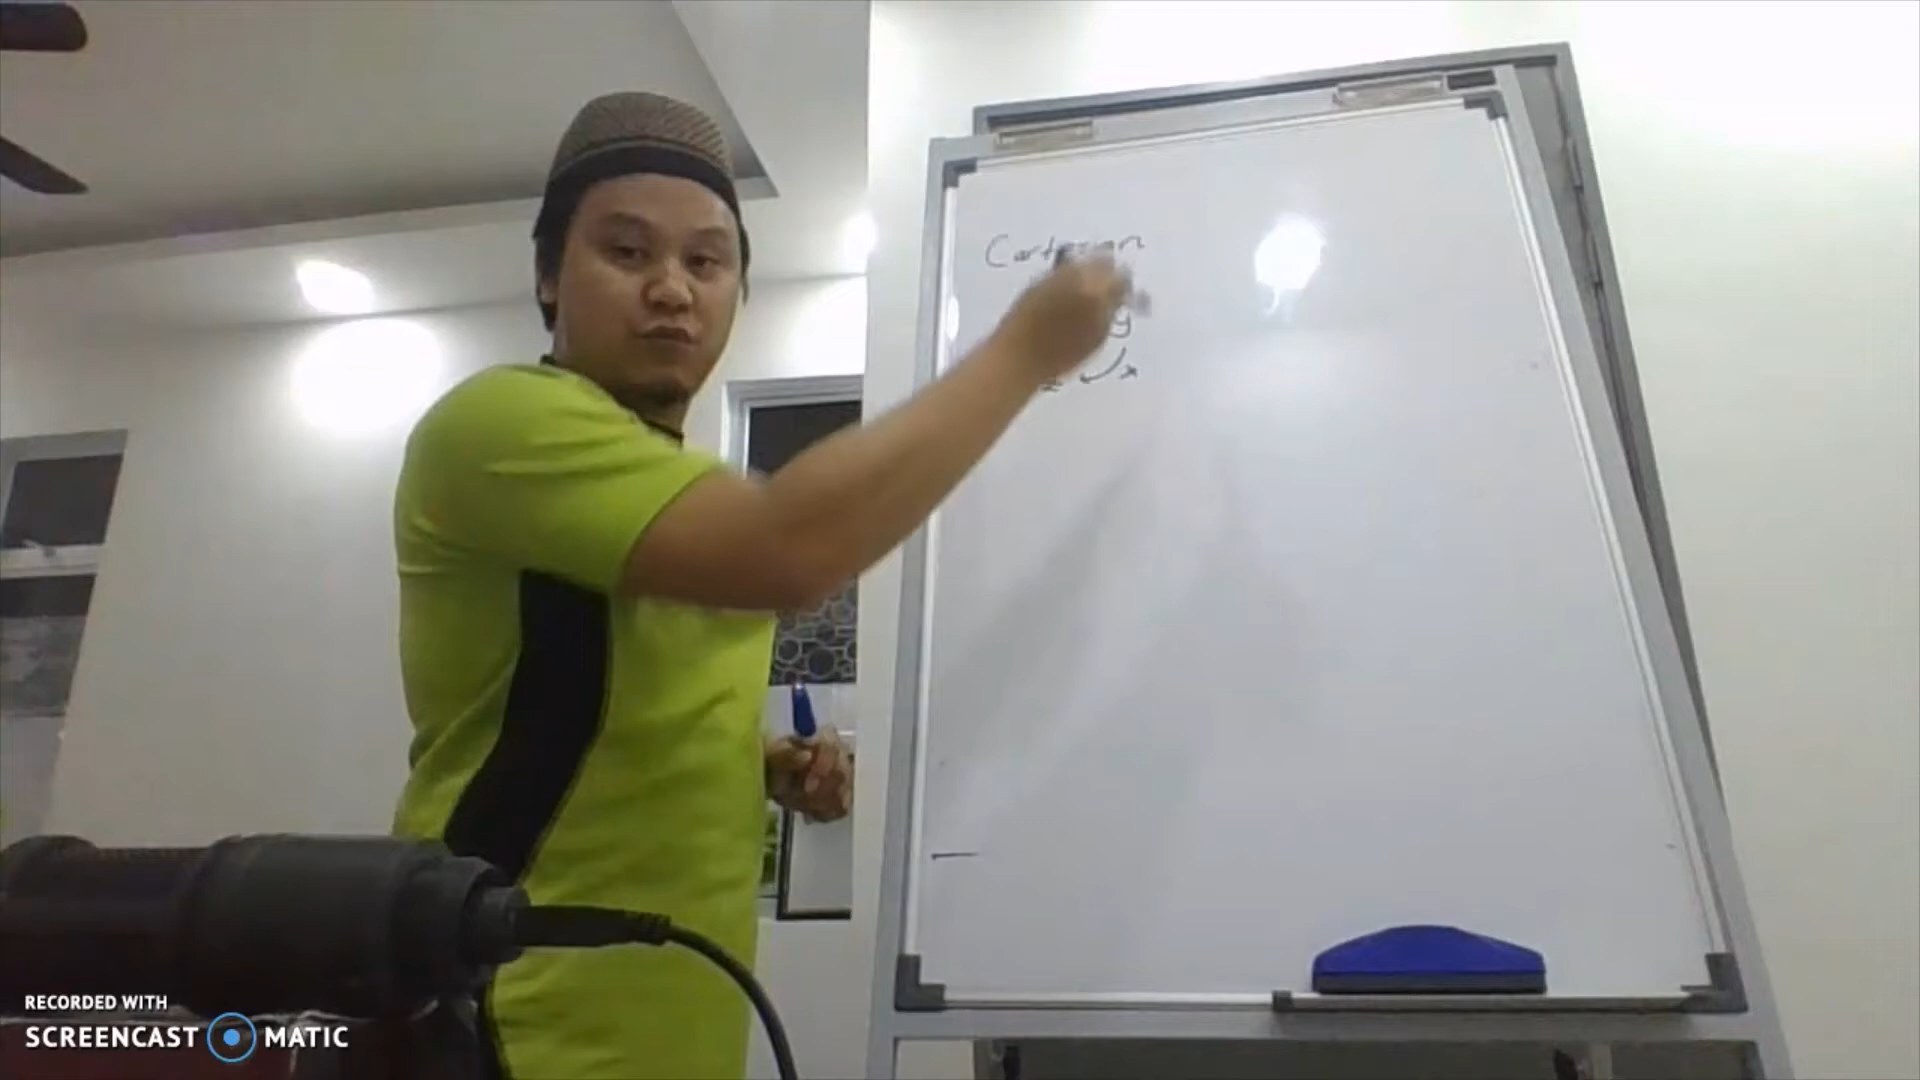 Cartesian
y
z x
RECORDED WITH
SCREENCAST MATIC